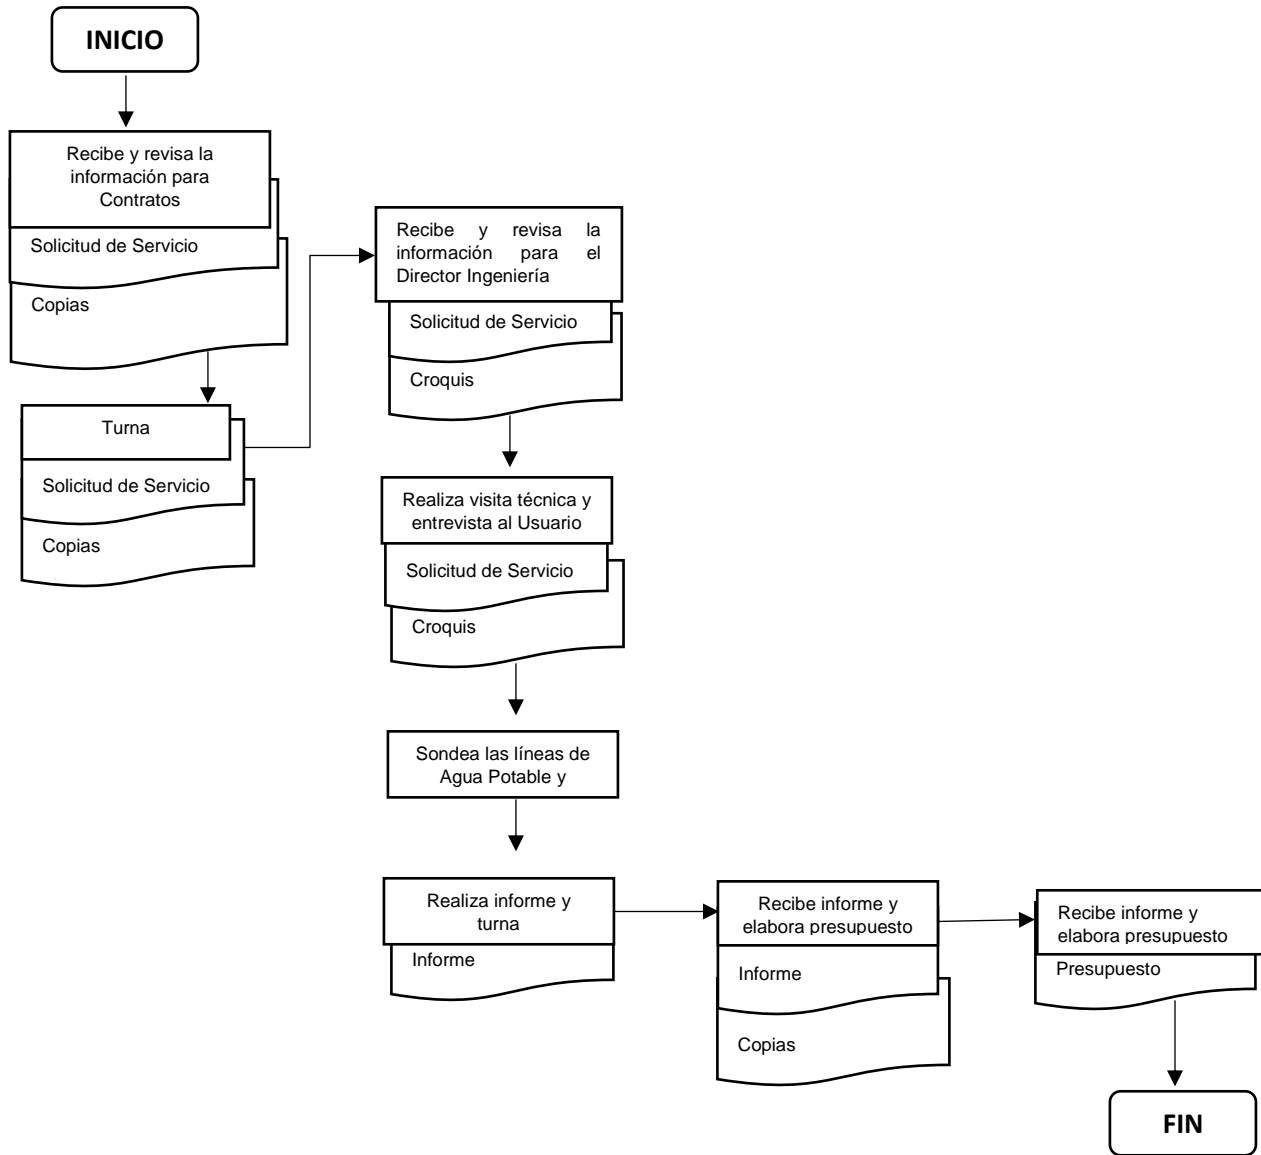 INICIO
Recibe y revisa la
información para
Contratos
Solicitud de Servicio
Copias
Turna
Solicitud de Servicio
Copias
Recibe y revisa la
información para el
Director Ingeniería
Solicitud de Servicio
Croquis
Realiza visita técnica y
entrevista al Usuario
Solicitud de Servicio
Croquis
Sondea las líneas de
Agua Potable y
Realiza informe y
turna
Informe
Recibe informe y
elabora presupuesto
Informe
Copias
Recibe informe y
elabora presupuesto
Presupuesto
FIN